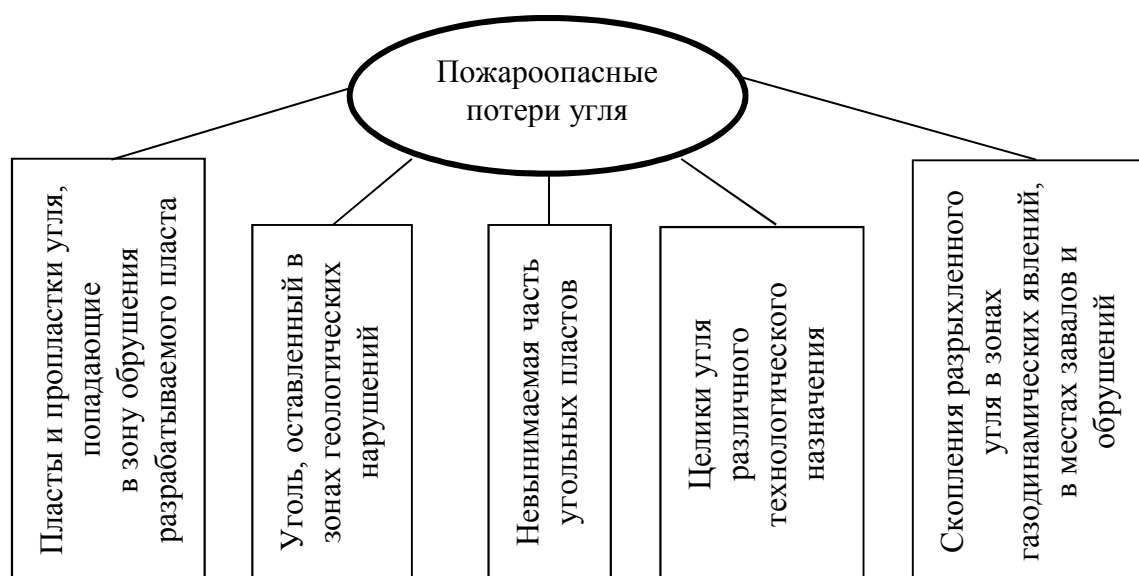 Пожароопасные
потери угля
Пласты и пропластки угля,
попадающие
в зону обрушения
разрабатываемого пласта
Уголь, оставленный в
зонах геологических
нарушений
Невынимаемая часть
угольных пластов
Целики угля
различного
технологического
назначения
Скопления разрыхленного
угля в зонах
газодинамических явлений,
в местах завалов и
обрушений